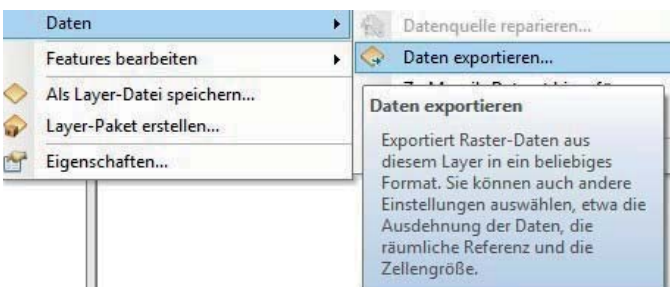 Daten
Features bearbeiten
Als Layer-Datei speichern...
Layer-Paket erstellen...
Eigenschaften...
Datenquelle reparieren...
Daten exportieren...
Daten exportieren
Exportiert Raster-Daten aus
diesem Layer in ein beliebiges
Format. Sie können auch andere
Einstellungen auswählen, etwa die
Ausdehnung der Daten, die
räumliche Referenz und die
Zellengröße.